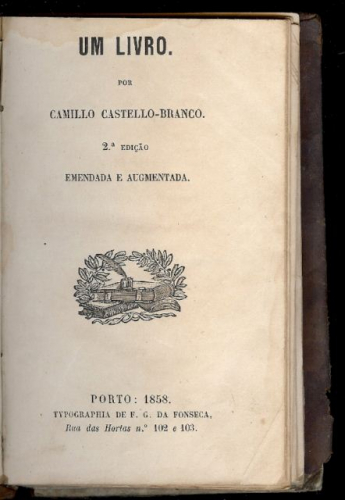 UM LIVRO.
POR
CAMILLO CASTELLO-BRANCO.
2.ª EDIÇÃO
EMENDADA E AUGMENTADA.
PORTO: 1858.
TYPOGRAPHIA DE F. G. DA FONSECA,
Rua das Hortas n.º 102 e 103.